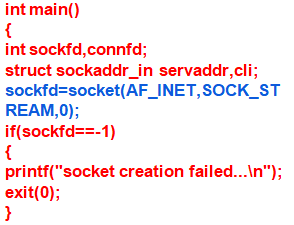 int main()
{
int sockfd,connfd;
struct sockaddr_in servaddr,cli;
sockfd=socket(AF_INET,SOCK_ST
REAM,0);
if(sockfd==-1)
{
printf("socket creation failed...\n");
exit(0);
}